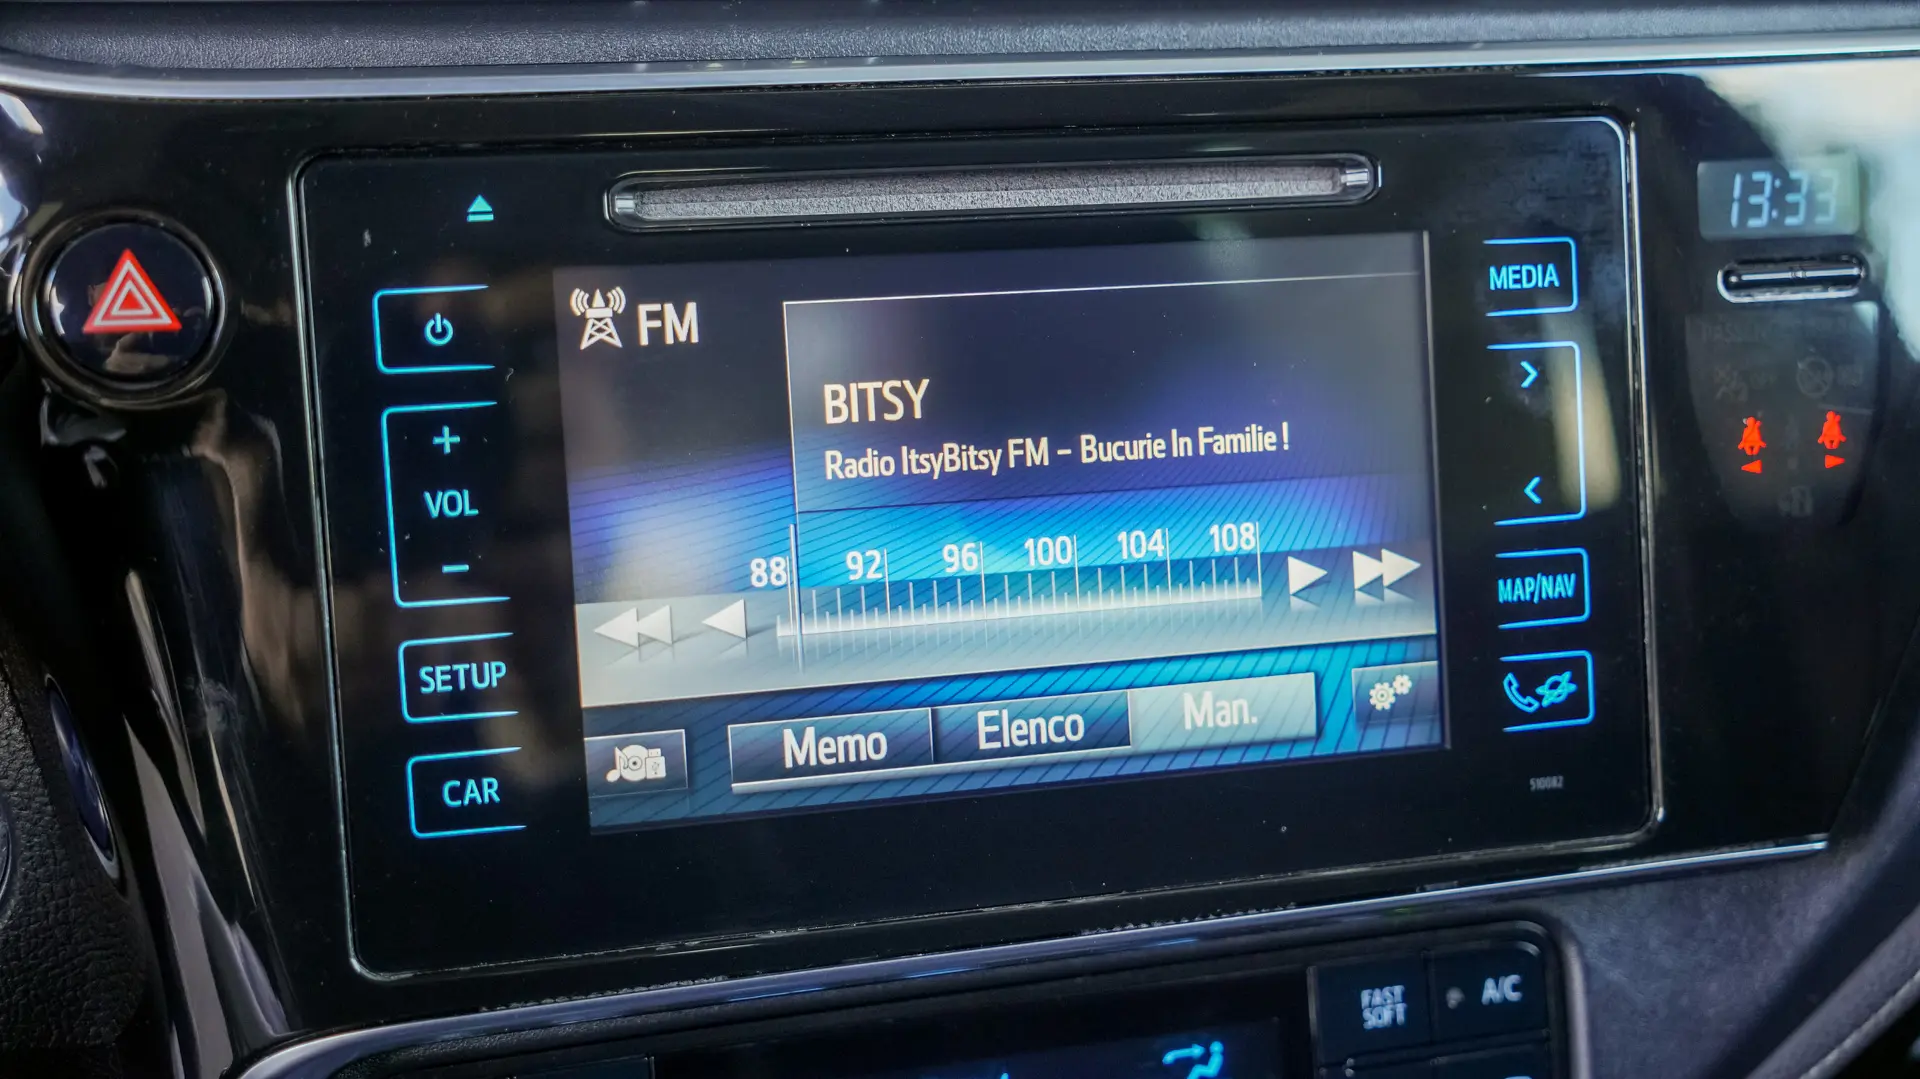 13:33
MEDIA
FM
BITSY
Radio ItsyBitsy FM – Bucurie In Familie !
VOL
88 92 96 100 104 108
MAP/NAV
SETUP
Memo Elenco Man.
CAR
510082
FAST
SOFT
A/C